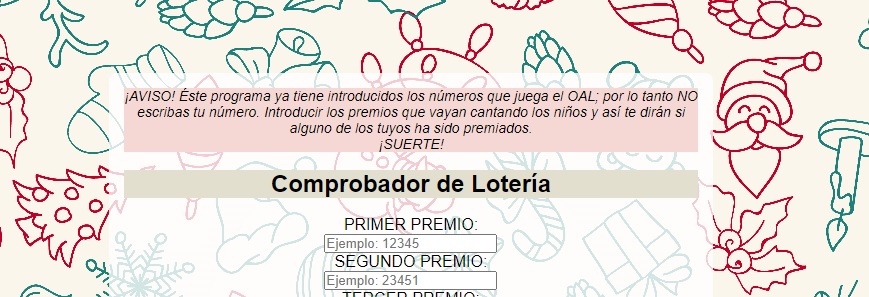 ¡AVISO! Éste programa ya tiene introducidos los números que juega el OAL; por lo tanto NO
escribas tu número. Introducir los premios que vayan cantando los niños y así te dirán si
alguno de los tuyos ha sido premiados.
¡SUERTE!
Comprobador de Lotería
PRIMER PREMIO:
Ejemplo: 12345
SEGUNDO PREMIO:
Ejemplo: 23451
TERCER PREMIO: